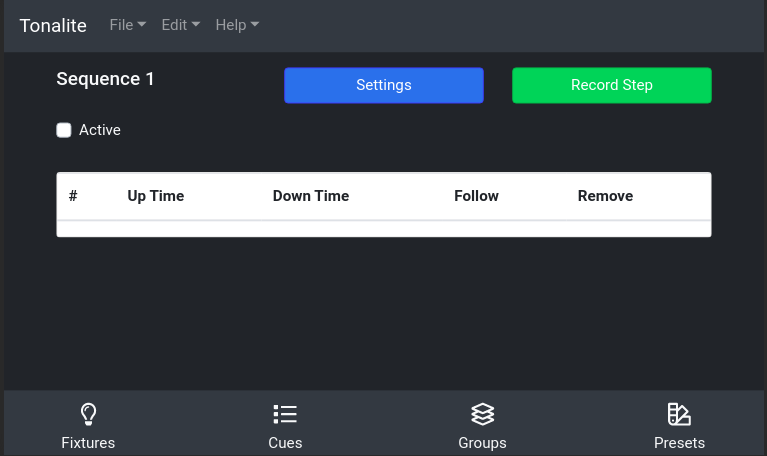 Tonalite File Edit Help
Sequence 1 Settings Record Step
Active
# Up Time Down Time Follow Remove
Fixtures Cues Groups Presets